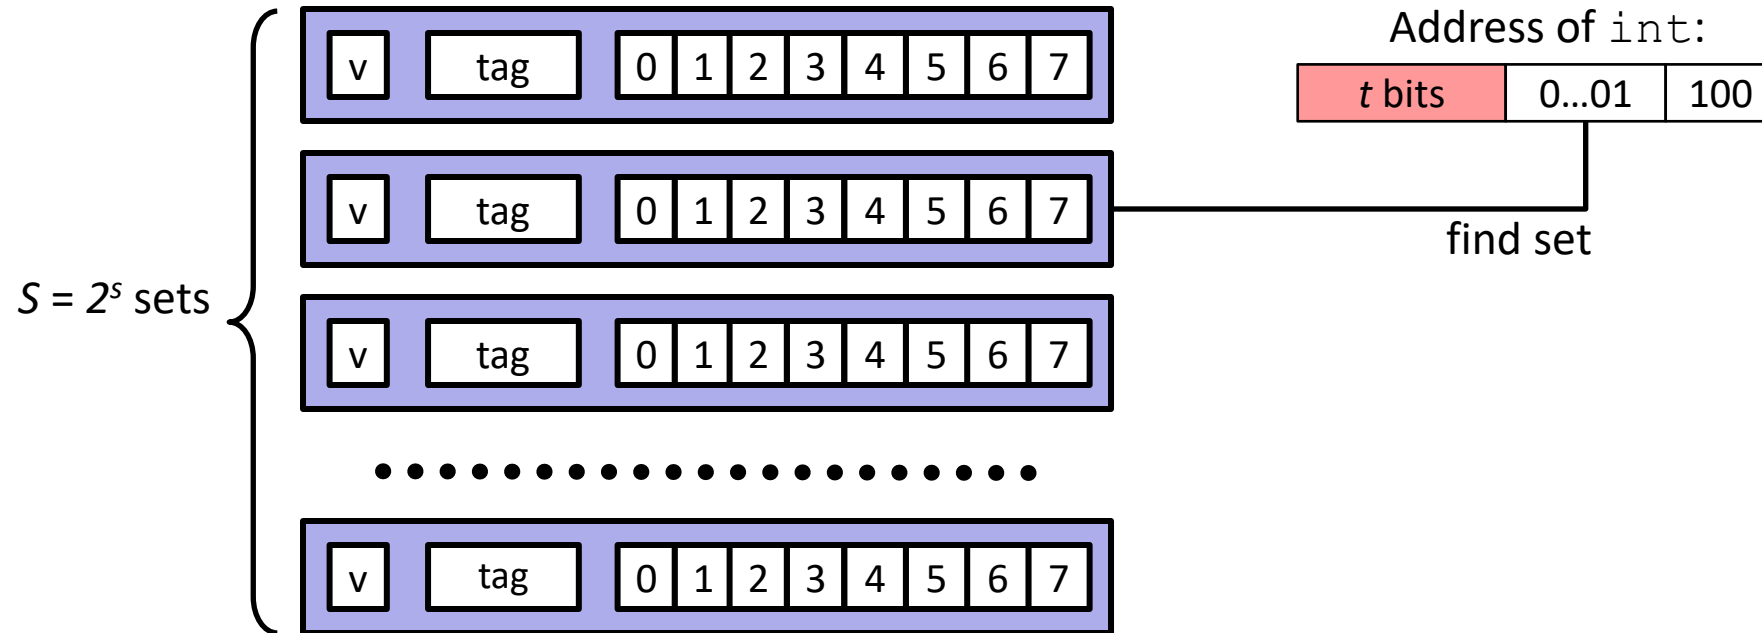 v tag 0 1 2 3 4 5 6 7
Address of int:
t bits 0...01 100
v tag 0 1 2 3 4 5 6 7
find set
S = 2ˢ sets
v tag 0 1 2 3 4 5 6 7
v tag 0 1 2 3 4 5 6 7